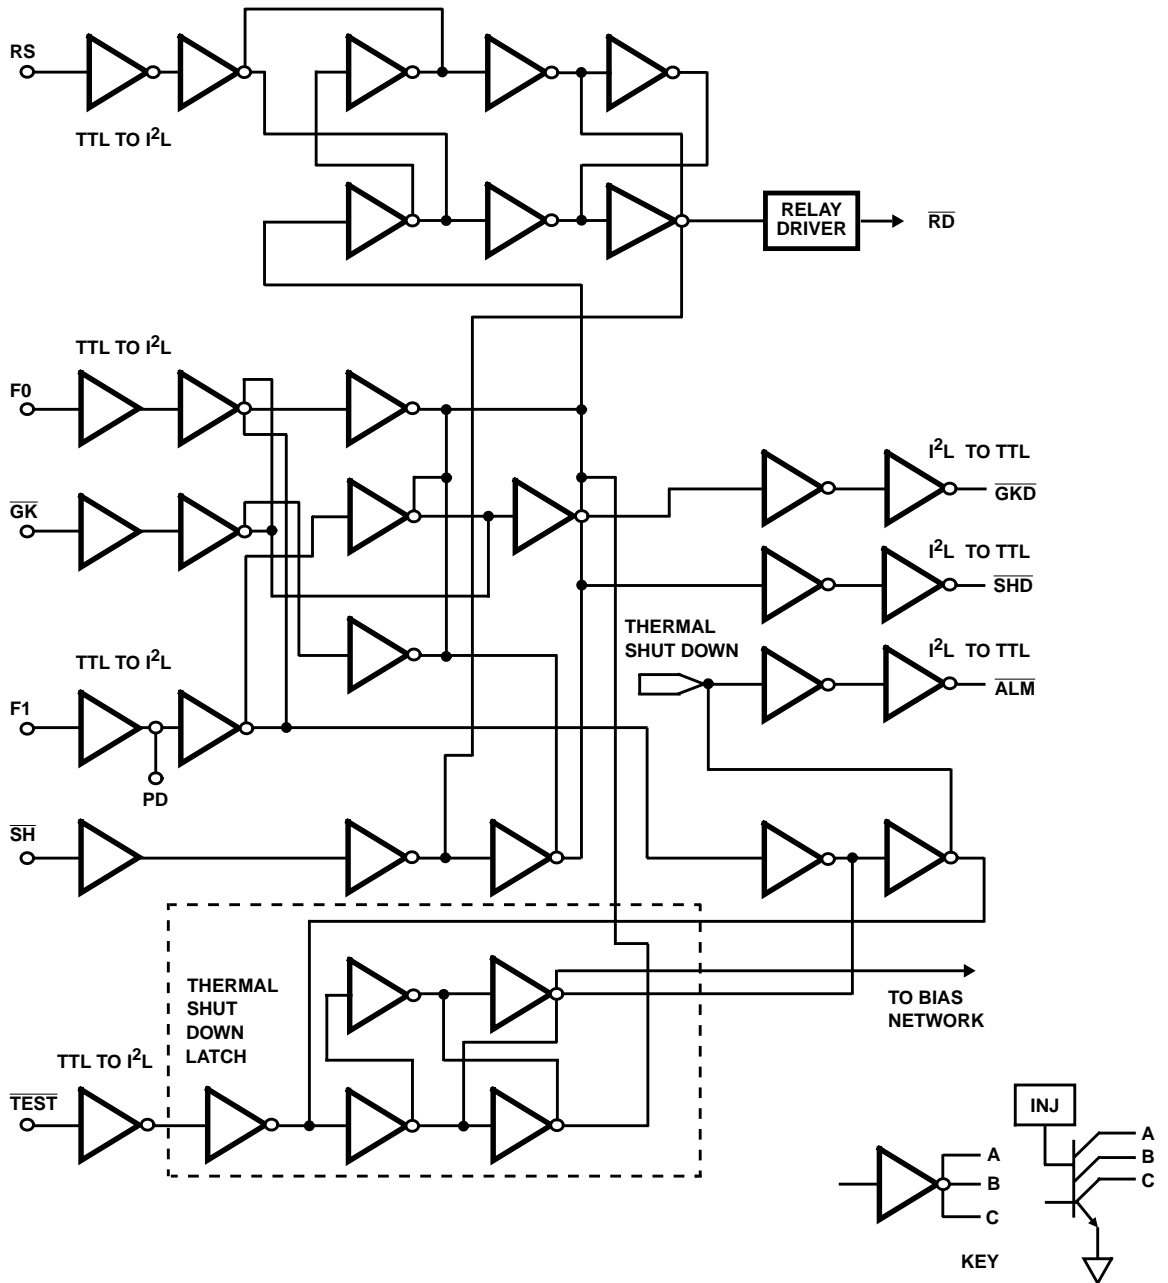 RS
TTL TO I²L
RELAY
DRIVER
RD
TTL TO I²L
F0
GK
I²L TO TTL
GKD
I²L TO TTL
SHD
THERMAL
SHUT DOWN
I²L TO TTL
ALM
TTL TO I²L
F1
PD
SH
THERMAL
SHUT
DOWN
LATCH
TO BIAS
NETWORK
TTL TO I²L
TEST
INJ
A
B
C
A
B
C
KEY